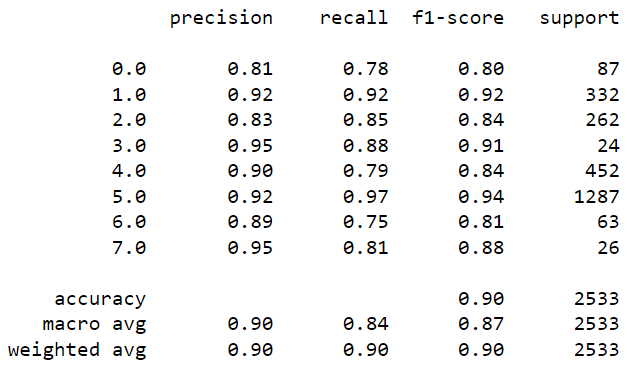 precision recall f1-score support
0.0 0.81 0.78 0.80 87
1.0 0.92 0.92 0.92 332
2.0 0.83 0.85 0.84 262
3.0 0.95 0.88 0.91 24
4.0 0.90 0.79 0.84 452
5.0 0.92 0.97 0.94 1287
6.0 0.89 0.75 0.81 63
7.0 0.95 0.81 0.88 26
accuracy 0.90 2533
macro avg 0.90 0.84 0.87 2533
weighted avg 0.90 0.90 0.90 2533